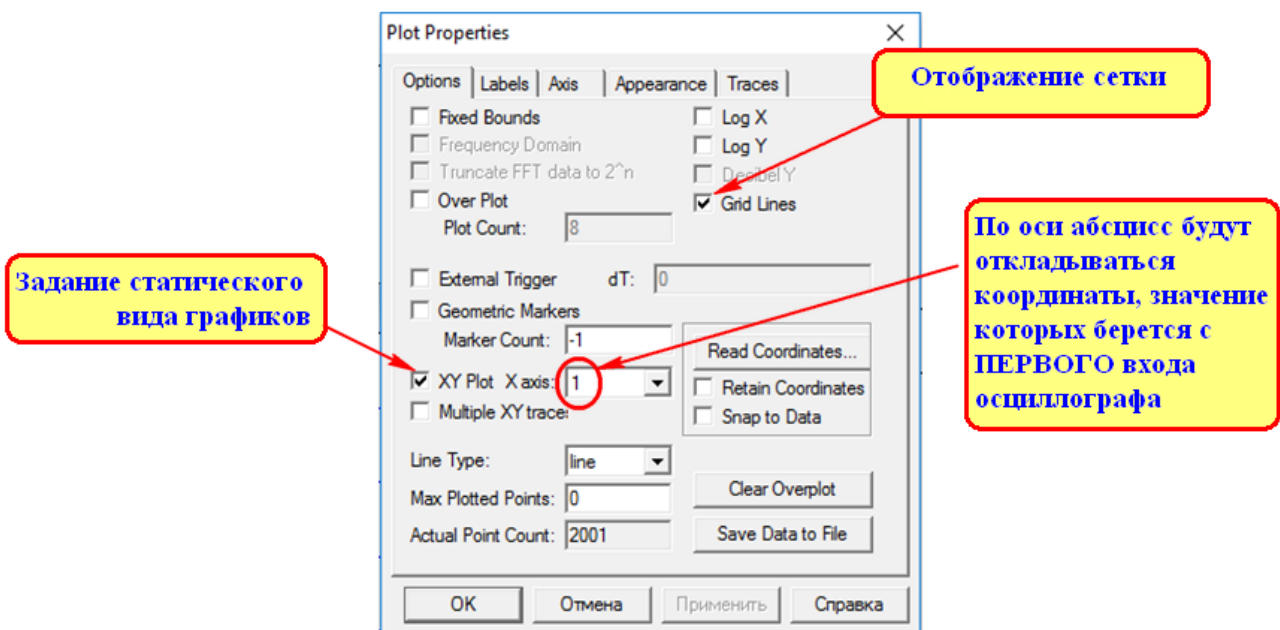 Plot Properties
Options Labels Axis Appearance Traces
Отображение сетки
Fixed Bounds
Log X
Frequency Domain
Log Y
Truncate FFT data to 2^n
Decibel Y
Over Plot
Grid Lines
Plot Count: 8
По оси абсцисс будут
откладываться
координаты, значение
которых берется с
ПЕРВОГО входа
осциллографа
Задание статического
вида графиков
External Trigger dT: 0
Geometric Markers
Marker Count: -1
Read Coordinates...
XY Plot X axis: 1
Retain Coordinates
Multiple XY traces
Snap to Data
Line Type: line
Clear Overplot
Max Plotted Points: 0
Actual Point Count: 2001
Save Data to File
OK Отмена Применить Справка